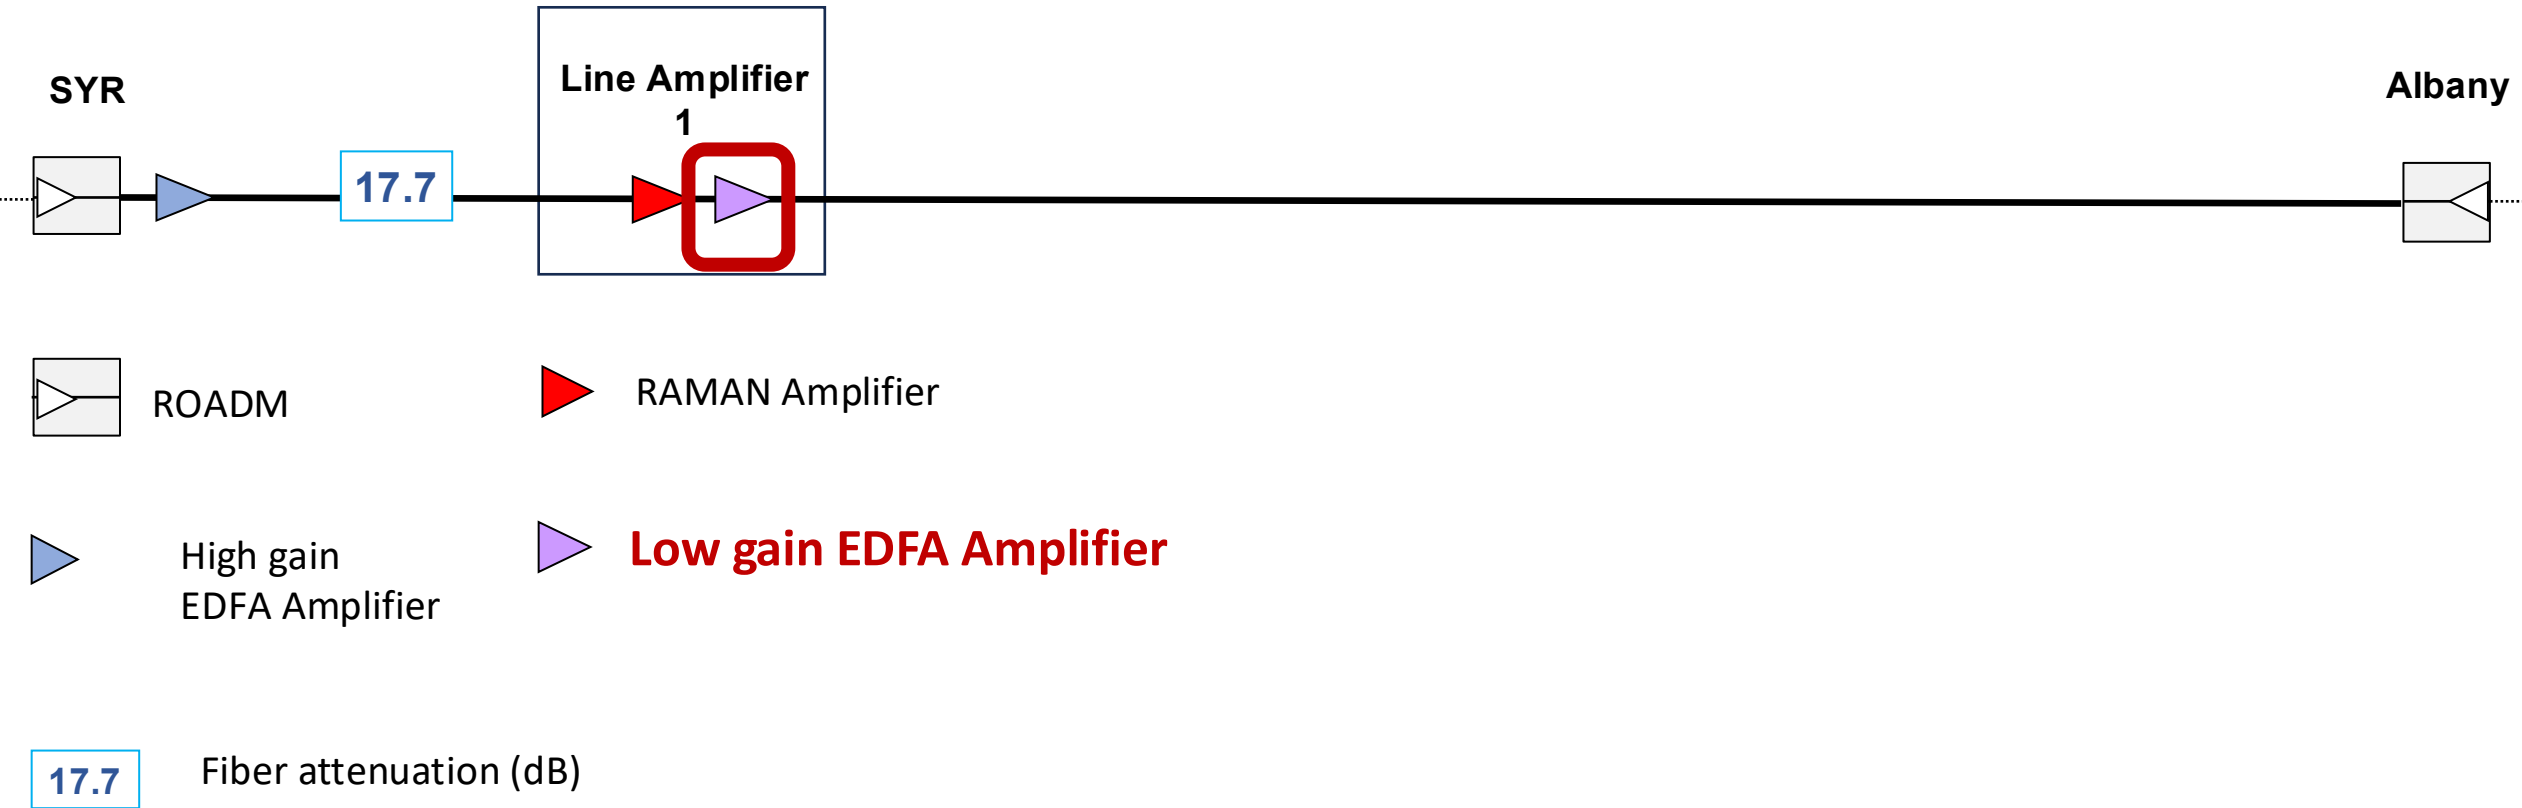 SYR
Line Amplifier
1
Albany
17.7
ROADM
RAMAN Amplifier
High gain
EDFA Amplifier
Low gain EDFA Amplifier
17.7
Fiber attenuation (dB)